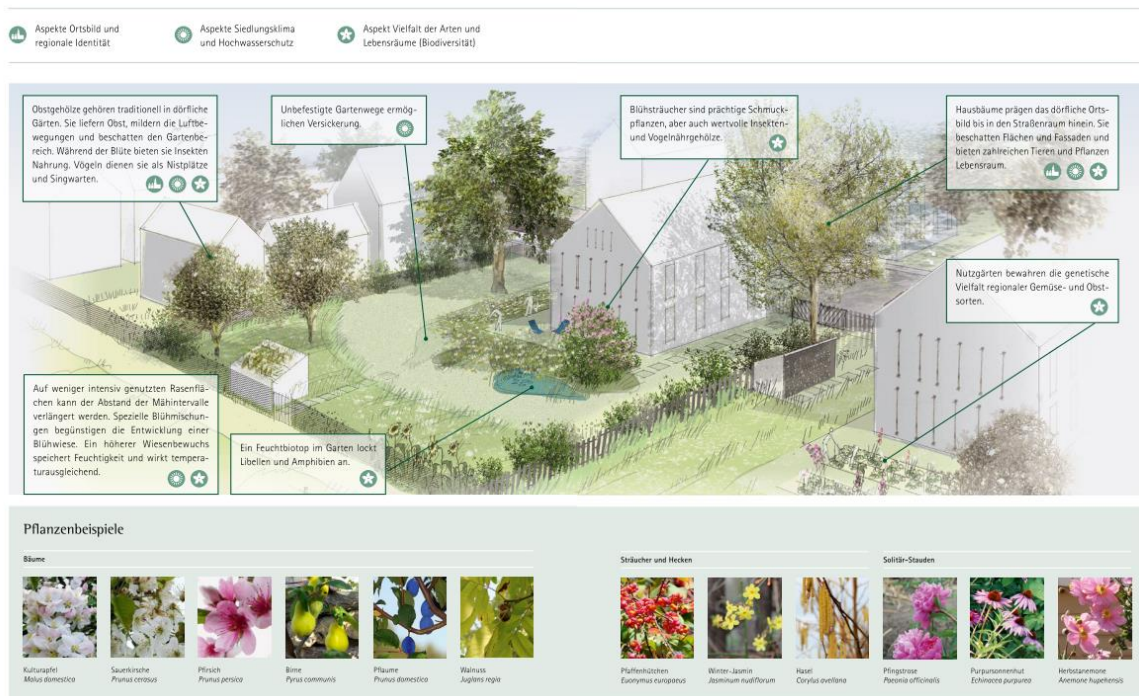 Aspekte Ortsbild und
regionale Identität
Aspekte Siedlungsklima
und Hochwasserschutz
Aspekt Vielfalt der Arten und
Lebensräume (Biodiversität)
Obstgehölze gehören traditionell in dörfliche
Gärten. Sie liefern Obst, mildern die Luftbe-
wegungen und beschatten den Gartenbe-
reich. Während der Blüte bieten sie Insekten
Nahrung. Vögeln dienen sie als Nistplätze
und Singwarten.
Unbefestigte Gartenwege ermög-
lichen Versickerung.
Blühsträucher sind prächtige Schmuck-
pflanzen, aber auch wertvolle Insekten-
und Vogelnährgehölze.
Hausbäume prägen das dörfliche Orts-
bild bis in den Straßenraum hinein. Sie
beschatten Flächen und Fassaden und
bieten zahlreichen Tieren und Pflanzen
Lebensraum.
Nutzgärten bewahren die genetische
Vielfalt regionaler Gemüse- und Obst-
sorten.
Auf weniger intensiv genutzten Rasenflä-
chen kann der Abstand der Mähintervalle
verlängert werden. Spezielle Blühmischun-
gen begünstigen die Entwicklung einer
Blühwiese. Ein höherer Wiesenbewuchs
speichert Feuchtigkeit und wirkt tempera-
turausgleichend.
Ein Feuchtbiotop im Garten lockt
Libellen und Amphibien an.
Pflanzenbeispiele
Bäume
Kulturapfel
Malus domestica
Sauerkirsche
Prunus cerasus
Pfirsich
Prunus persica
Birne
Pyrus communis
Pflaume
Prunus domestica
Walnuss
Juglans regia
Sträucher und Hecken
Pfaffenhütchen
Euonymus europaeus
Winter-Jasmin
Jasminum nudiflorum
Hasel
Corylus avellana
Solitär-Stauden
Pfingstrose
Paeonia officinalis
Purpursonnenhut
Echinacea purpurea
Herbstanemone
Anemone hupehensis